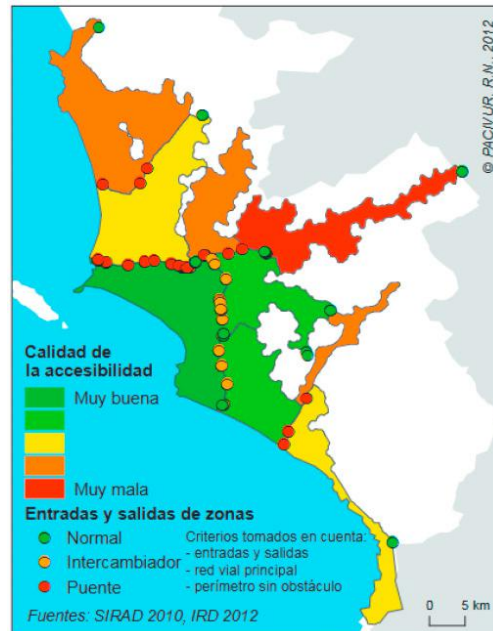 © PACIVUR, R.N., 2012
Calidad de
la accesibilidad
Muy buena
Muy mala
Entradas y salidas de zonas
Normal
Intercambiador
Puente
Criterios tomados en cuenta:
- entradas y salidas
- red vial principal
- perímetro sin obstáculo
0 5 km
Fuentes: SIRAD 2010, IRD 2012